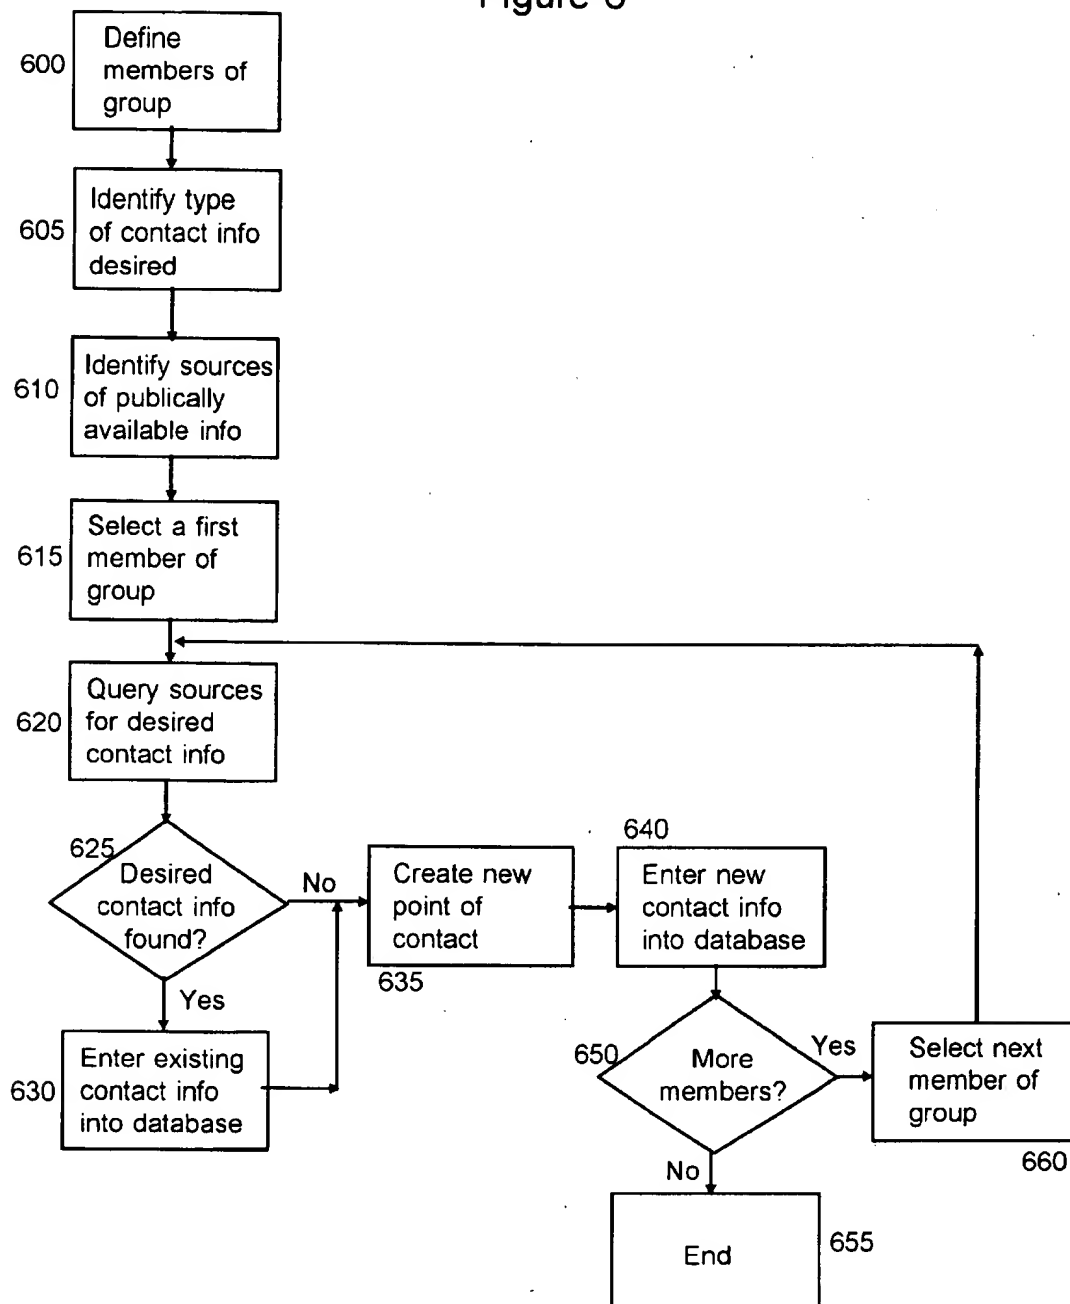 600
Define
members of
group
605
Identify type
of contact info
desired
610
Identify sources
of publically
available info
615
Select a first
member of
group
620
Query sources
for desired
contact info
625
Desired
contact info
found?
No
Yes
630
Enter existing
contact info
into database
Create new
point of
contact
635
640
Enter new
contact info
into database
650
More
members?
Yes
No
Select next
member of
group
660
End
655